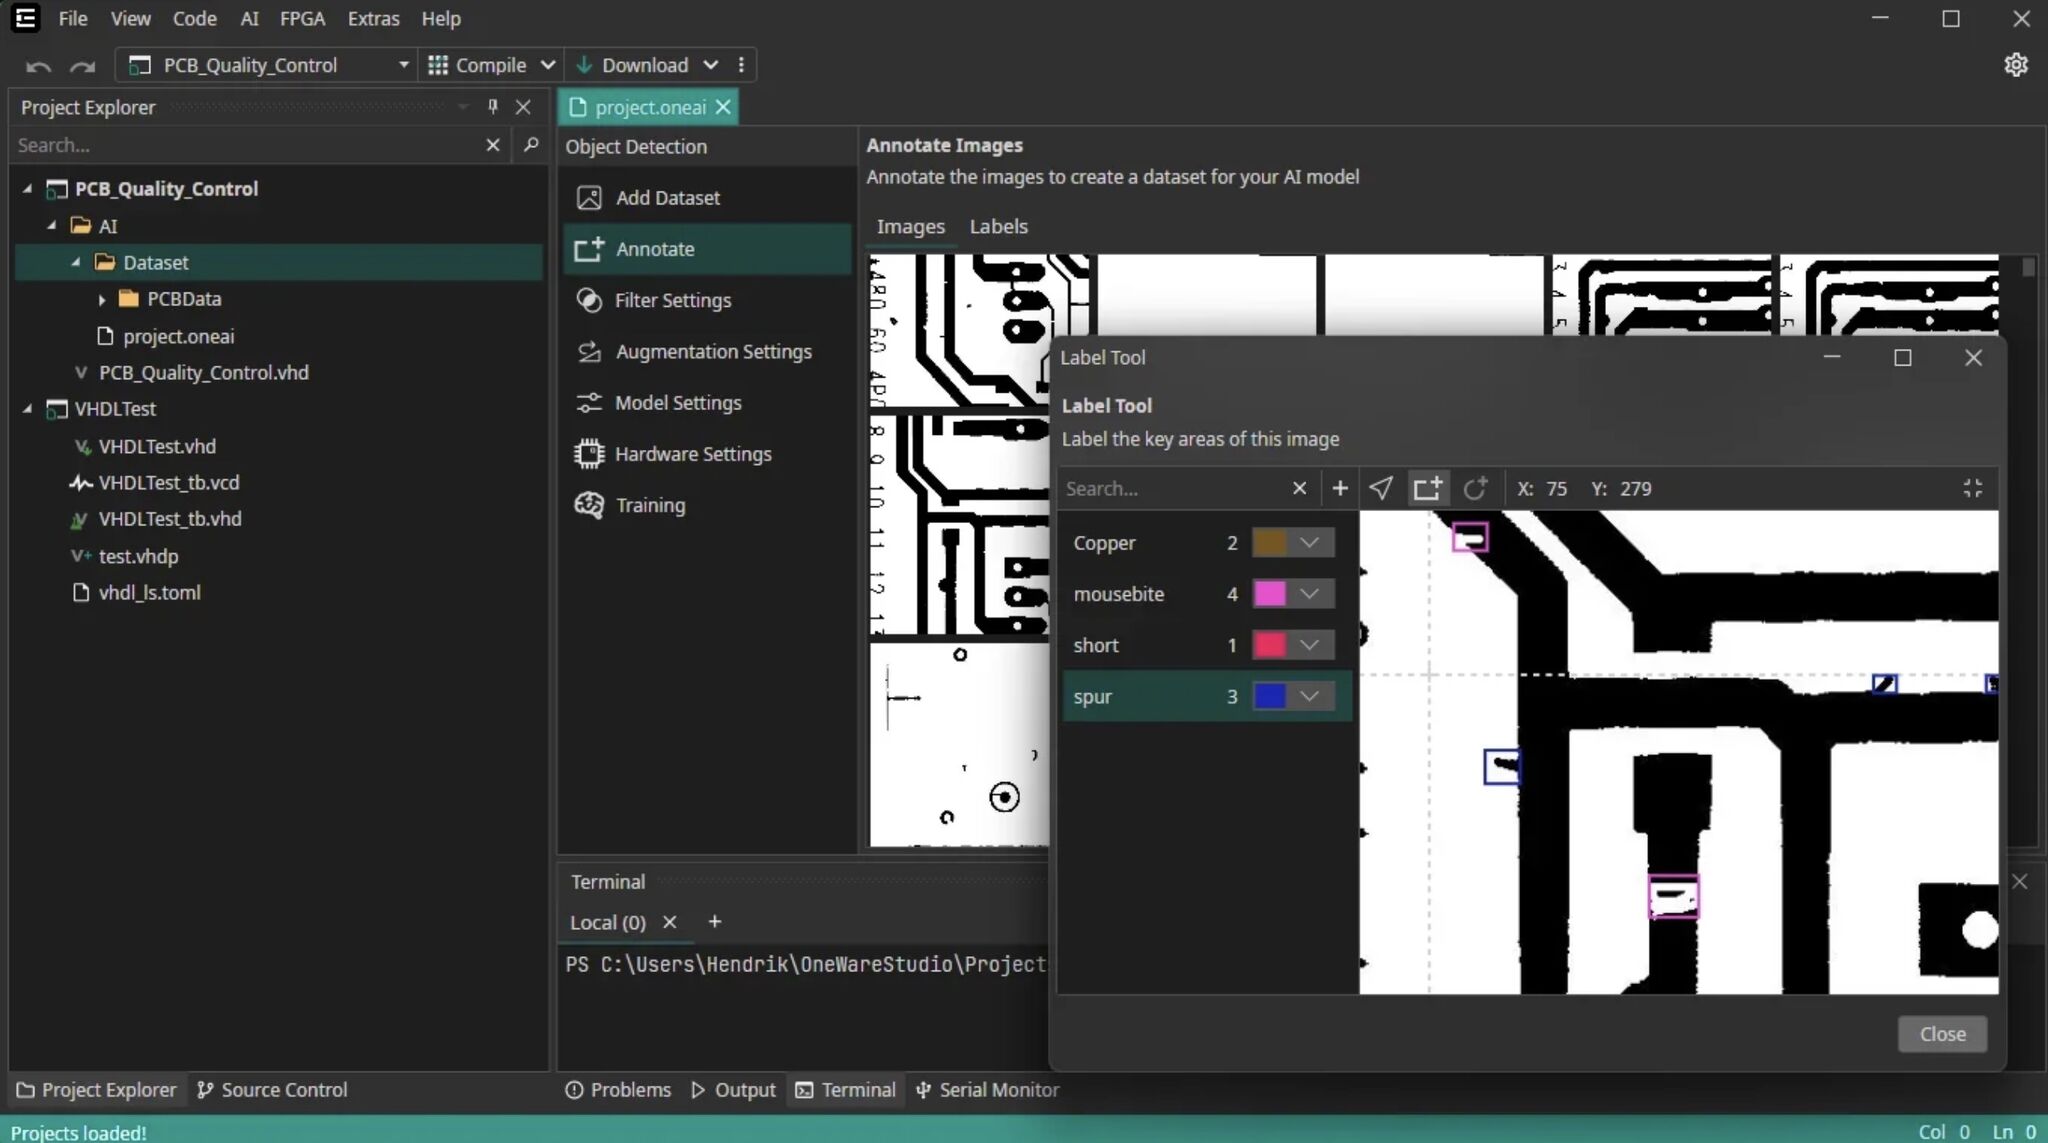 File View Code AI FPGA Extras Help
PCB_Quality_Control Compile Download
Project Explorer
Search...
PCB_Quality_Control
AI
Dataset
PCBData
project.oneai
PCB_Quality_Control.vhd
VHDLTest
VHDLTest.vhd
VHDLTest_tb.vcd
VHDLTest_tb.vhd
test.vhdp
vhdl_ls.toml
project.oneai
Object Detection
Add Dataset
Annotate
Filter Settings
Augmentation Settings
Model Settings
Hardware Settings
Training
Annotate Images
Annotate the images to create a dataset for your AI model
Images Labels
8
9
10
11
12
Label Tool
Label Tool
Label the key areas of this image
Search... X: 75 Y: 279
Copper 2
mousebite 4
short 1
spur 3
Close
Terminal
Local (0)
PS C:\Users\Hendrik\OneWareStudio\Project
Project Explorer Source Control
Problems Output Terminal Serial Monitor
Projects loaded!
Col 0 Ln 0